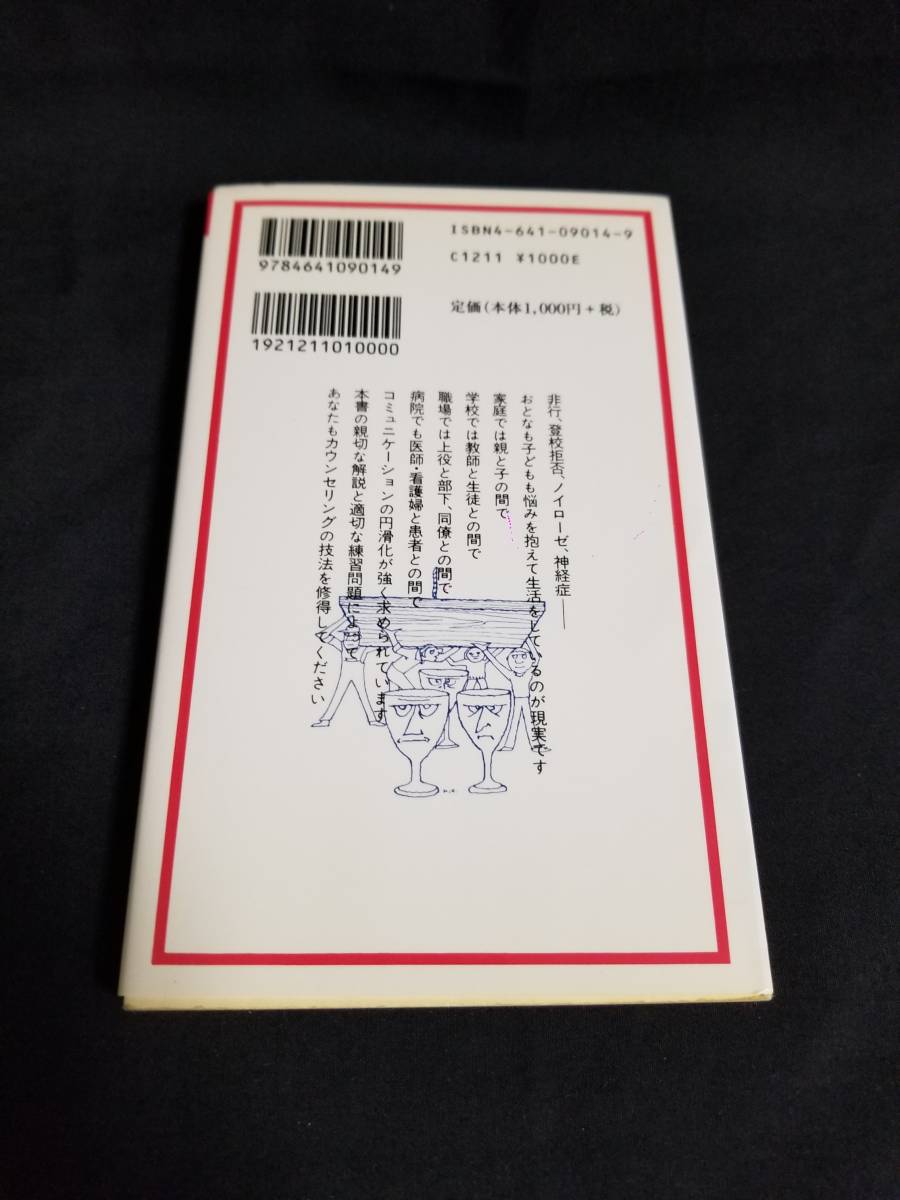 9784641090149
ISBN4-641-09014-9
C1211 ¥1000E
1921211010000
定価(本体1,000円+税)
非行、登校拒否、ノイローゼ、神経症――
おとなも子どもも悩みを抱えて生活をしているのが現実です
家庭では親と子の間で
学校では教師と生徒との間で
職場では上役と部下、同僚との間で
病院でも医師・看護婦と患者との間で
コミュニケーションの円滑化が強く求められています
本書の親切な解説と適切な練習問題によって
あなたもカウンセリングの技法を修得してください